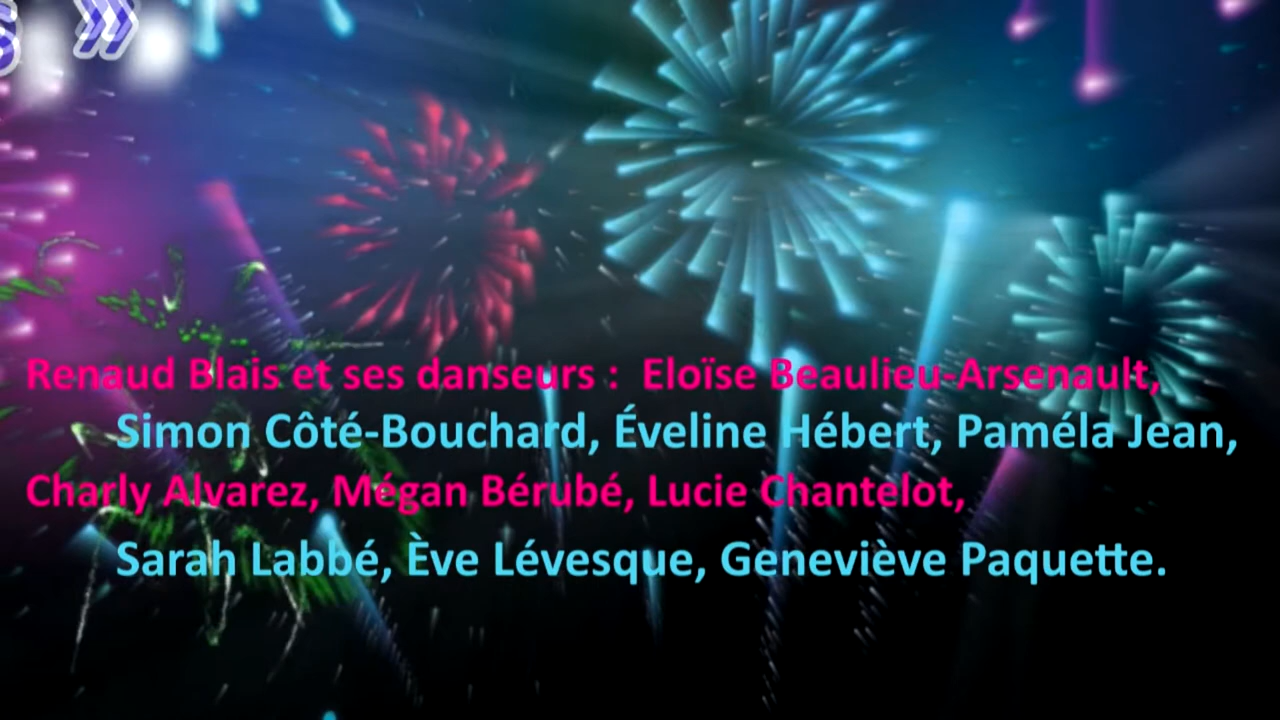 »
Renaud Blais et ses danseurs : Eloïse Beaulieu-Arsenault,
Simon Côté-Bouchard, Éveline Hébert, Paméla Jean,
Charly Alvarez, Mégan Bérubé, Lucie Chantelot,
Sarah Labbé, Ève Lévesque, Geneviève Paquette.